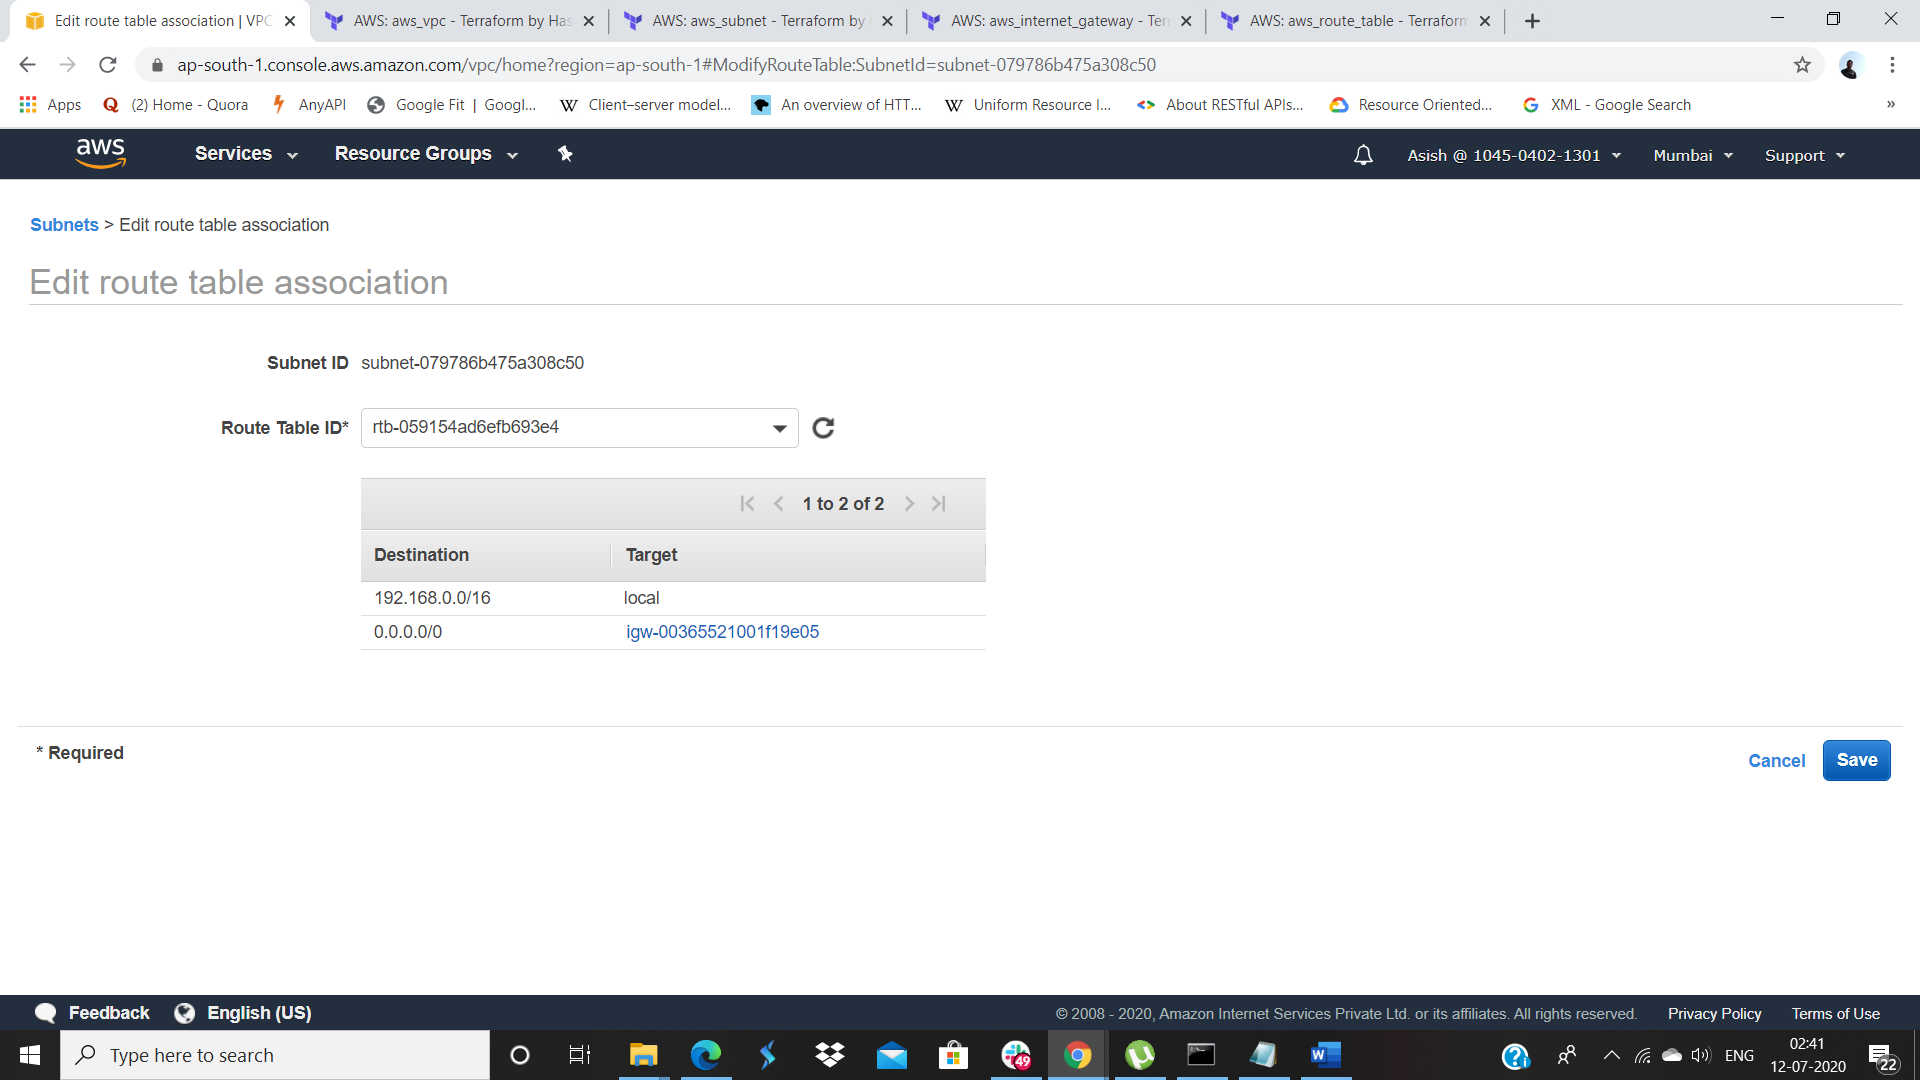 Edit route table association | VPC
AWS: aws_vpc - Terraform by Has
AWS: aws_subnet - Terraform by
AWS: aws_internet_gateway - Ter
AWS: aws_route_table - Terraform
ap-south-1.console.aws.amazon.com/vpc/home?region=ap-south-1#ModifyRouteTable:SubnetId=subnet-079786b475a308c50
Apps
(2) Home - Quora
AnyAPI
Google Fit | Googl...
Client–server model...
An overview of HTT...
Uniform Resource I...
About RESTful APIs...
Resource Oriented...
XML - Google Search
»
aws
Services
Resource Groups
Asish @ 1045-0402-1301
Mumbai
Support
Subnets > Edit route table association
Edit route table association
Subnet ID subnet-079786b475a308c50
Route Table ID* rtb-059154ad6efb693e4
1 to 2 of 2
Destination Target
192.168.0.0/16 local
0.0.0.0/0 igw-00365521001f19e05
* Required
Cancel
Save
Feedback
English (US)
© 2008 - 2020, Amazon Internet Services Private Ltd. or its affiliates. All rights reserved.
Privacy Policy
Terms of Use
Type here to search
49
ENG
02:41
12-07-2020
22